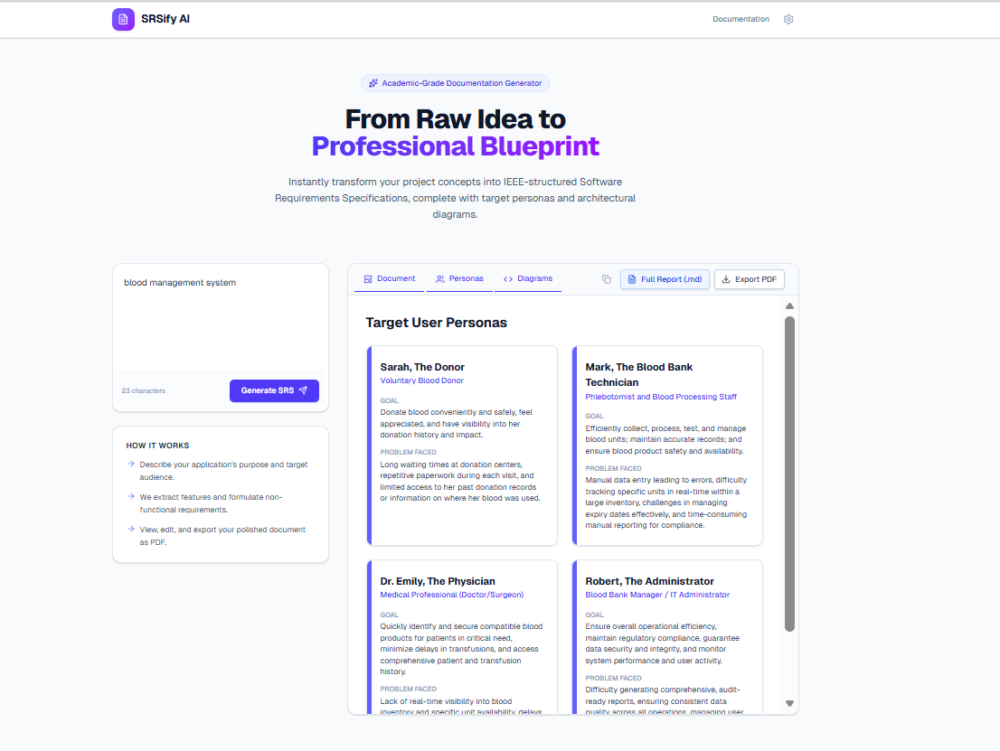 SRSify AI
Documentation
Academic-Grade Documentation Generator
From Raw Idea to
Professional Blueprint
Instantly transform your project concepts into IEEE-structured Software
Requirements Specifications, complete with target personas and architectural
diagrams.
blood management system
23 characters
Generate SRS
HOW IT WORKS
Describe your application's purpose and target
audience.
We extract features and formulate non-
functional requirements.
View, edit, and export your polished document
as PDF.
Document
Personas
Diagrams
Full Report (.md)
Export PDF
Target User Personas
Sarah, The Donor
Voluntary Blood Donor
GOAL
Donate blood conveniently and safely, feel
appreciated, and have visibility into her
donation history and impact.
PROBLEM FACED
Long waiting times at donation centers,
repetitive paperwork during each visit, and
limited access to her past donation records
or information on where her blood was used.
Mark, The Blood Bank
Technician
Phlebotomist and Blood Processing Staff
GOAL
Efficiently collect, process, test, and manage
blood units; maintain accurate records; and
ensure blood product safety and availability.
PROBLEM FACED
Manual data entry leading to errors, difficulty
tracking specific units in real-time within a
large inventory, challenges in managing
expiry dates effectively, and time-consuming
manual reporting for compliance.
Dr. Emily, The Physician
Medical Professional (Doctor/Surgeon)
GOAL
Quickly identify and secure compatible blood
products for patients in critical need,
minimize delays in transfusions, and access
comprehensive patient and transfusion
history.
PROBLEM FACED
Lack of real-time visibility into blood
inventory and specific unit availability, delays
Robert, The Administrator
Blood Bank Manager / IT Administrator
GOAL
Ensure overall operational efficiency,
maintain regulatory compliance, guarantee
data security and integrity, and monitor
system performance and user activity.
PROBLEM FACED
Difficulty generating comprehensive, audit-
ready reports, ensuring consistent data
quality across all operations, managing user